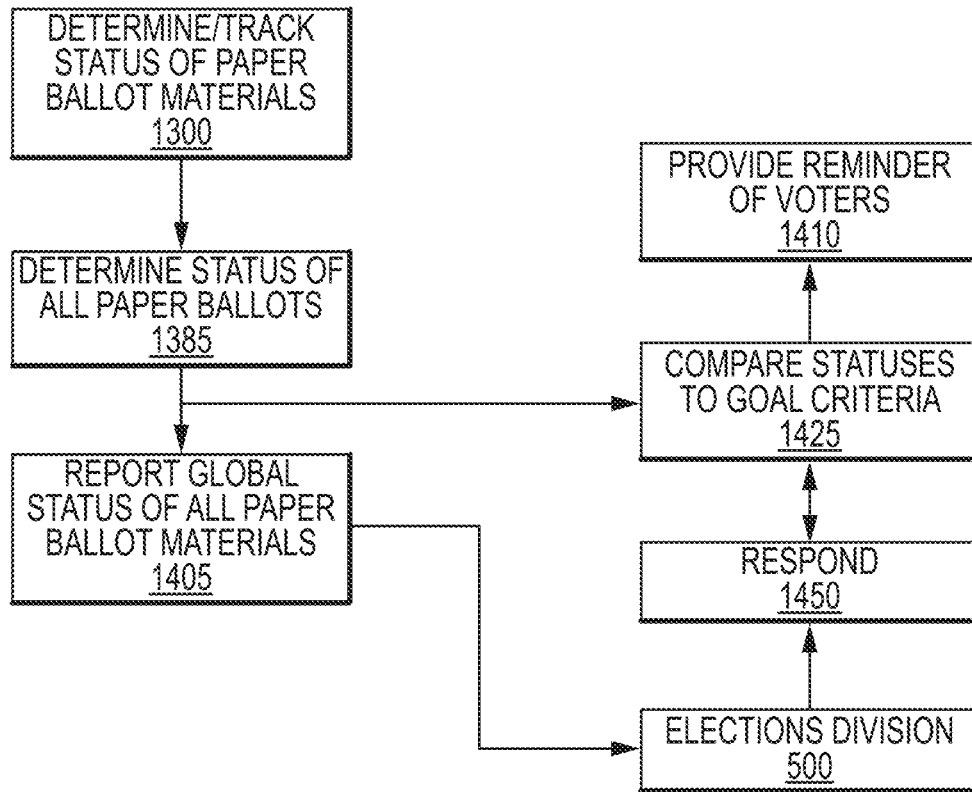 DETERMINE/TRACK
STATUS OF PAPER
BALLOT MATERIALS
1300
DETERMINE STATUS OF
ALL PAPER BALLOTS
1385
REPORT GLOBAL
STATUS OF ALL PAPER
BALLOT MATERIALS
1405
PROVIDE REMINDER
OF VOTERS
1410
COMPARE STATUSES
TO GOAL CRITERIA
1425
RESPOND
1450
ELECTIONS DIVISION
500